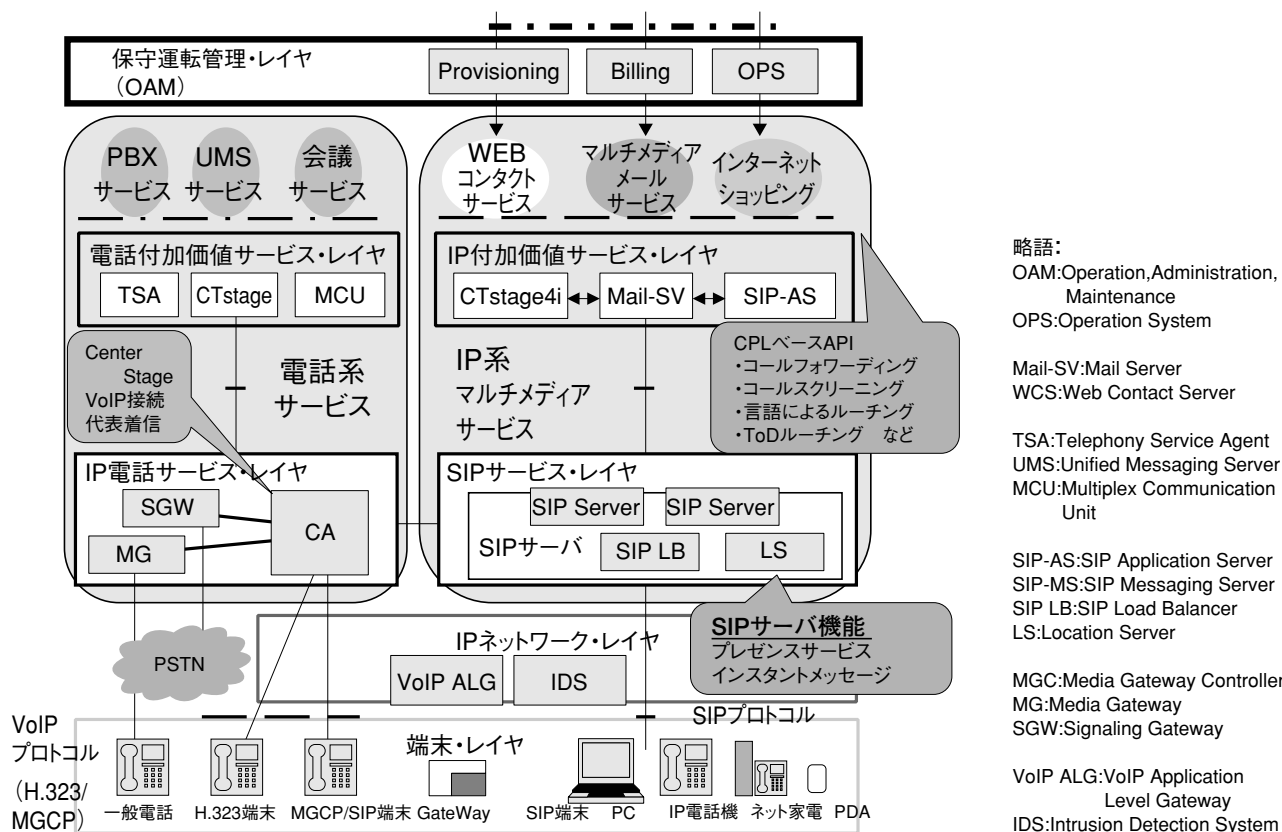 保守運転管理・レイヤ
（OAM）
Provisioning
Billing
OPS
PBX
サービス
UMS
サービス
会議
サービス
WEB
コンタクト
サービス
マルチメディア
メール
サービス
インターネット
ショッピング
電話付加価値サービス・レイヤ
TSA
CTstage
MCU
IP付加価値サービス・レイヤ
CTstage4i
Mail-SV
SIP-AS
Center
Stage
VoIP接続
代表着信
電話系
サービス
IP系
マルチメディア
サービス
CPLベースAPI
・コールフォワーディング
・コールスクリーニング
・言語によるルーチング
・ToDルーチング　など
IP電話サービス・レイヤ
SGW
MG
CA
SIPサービス・レイヤ
SIP Server
SIP Server
SIPサーバ
SIP LB
LS
SIPサーバ機能
プレゼンスサービス
インスタントメッセージ
PSTN
IPネットワーク・レイヤ
VoIP ALG
IDS
SIPプロトコル
VoIP
プロトコル
（H.323/
MGCP）
端末・レイヤ
一般電話
H.323端末
MGCP/SIP端末
GateWay
SIP端末
PC
IP電話機
ネット家電
PDA
略語：
OAM:Operation,Administration,
Maintenance
OPS:Operation System
Mail-SV:Mail Server
WCS:Web Contact Server
TSA:Telephony Service Agent
UMS:Unified Messaging Server
MCU:Multiplex Communication
Unit
SIP-AS:SIP Application Server
SIP-MS:SIP Messaging Server
SIP LB:SIP Load Balancer
LS:Location Server
MGC:Media Gateway Controller
MG:Media Gateway
SGW:Signaling Gateway
VoIP ALG:VoIP Application
Level Gateway
IDS:Intrusion Detection System